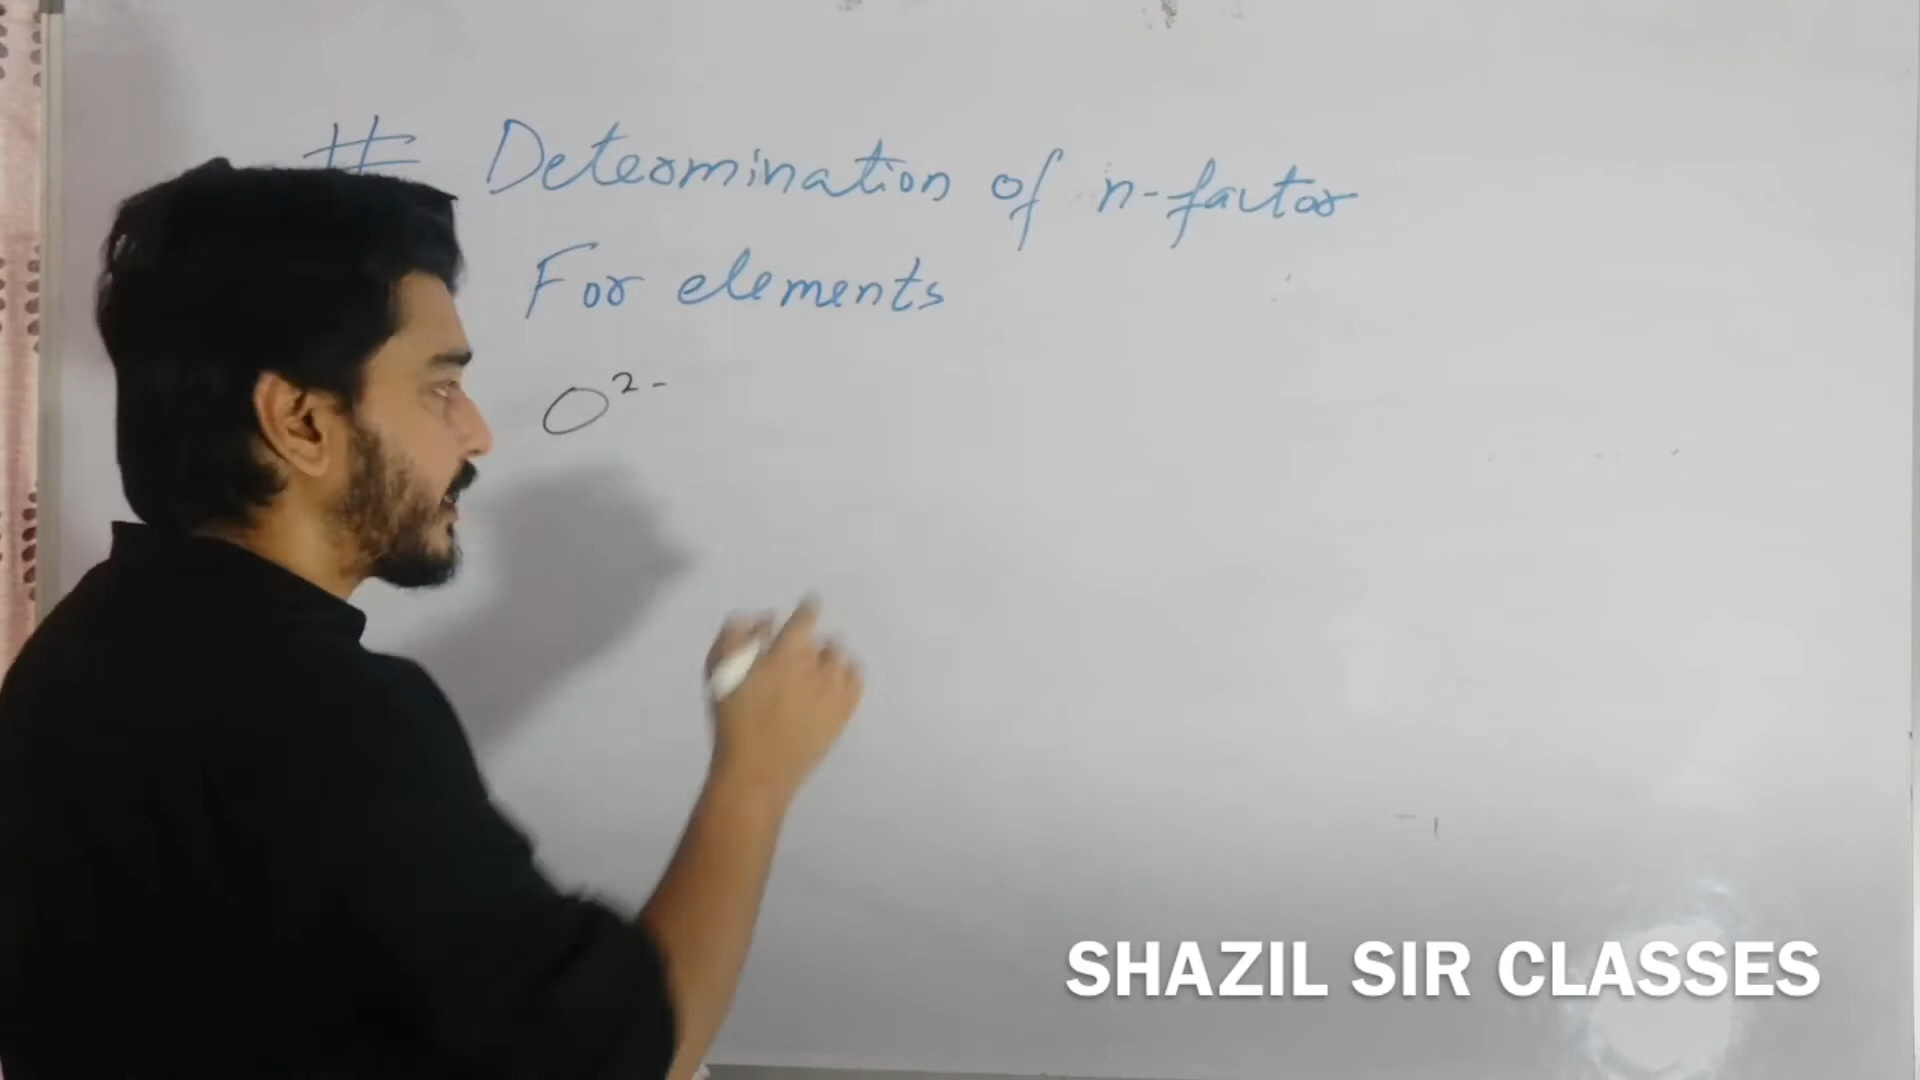 # Determination of n-factor
For elements
O²⁻
SHAZIL SIR CLASSES